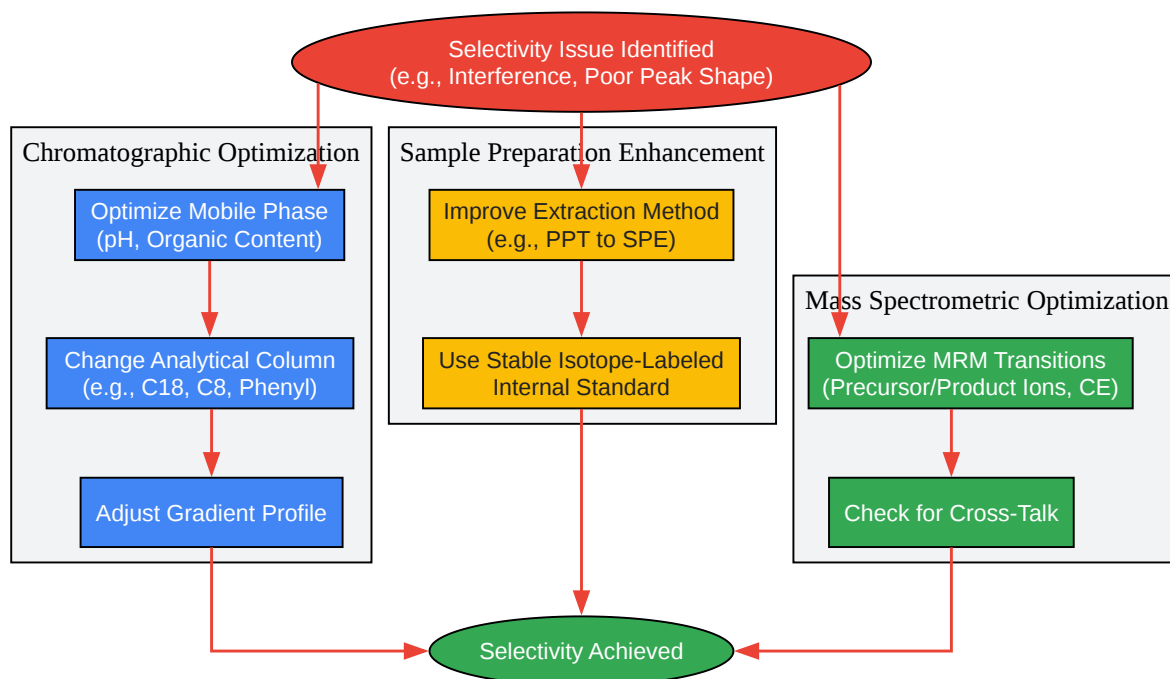 Selectivity Issue Identified
(e.g., Interference, Poor Peak Shape)
Chromatographic Optimization
Optimize Mobile Phase
(pH, Organic Content)
Change Analytical Column
(e.g., C18, C8, Phenyl)
Adjust Gradient Profile
Sample Preparation Enhancement
Improve Extraction Method
(e.g., PPT to SPE)
Use Stable Isotope-Labeled
Internal Standard
Mass Spectrometric Optimization
Optimize MRM Transitions
(Precursor/Product Ions, CE)
Check for Cross-Talk
Selectivity Achieved